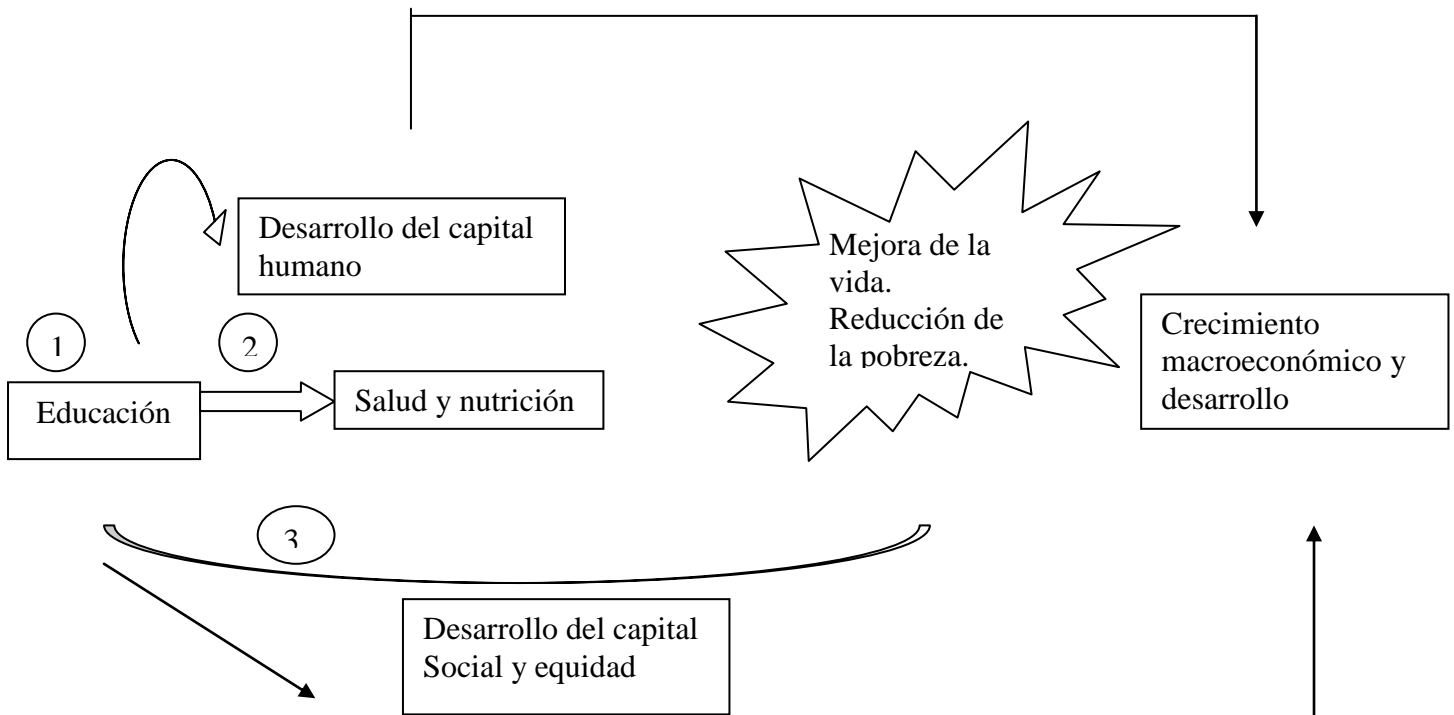 Desarrollo del capital
humano
Mejora de la
vida.
Reducción de
la pobreza.
Crecimiento
macroeconómico y
desarrollo
1
2
Educación
Salud y nutrición
3
Desarrollo del capital
Social y equidad